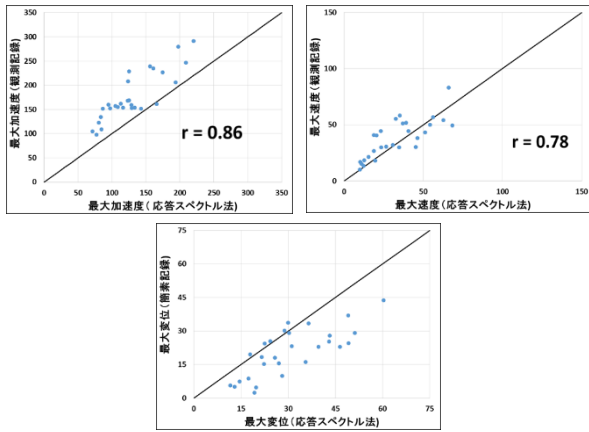 350
300
250
200
150
100
50
0
0 50 100 150 200 250 300 350
最大加速度(観測記録)
最大加速度(応答スペクトル法)
r = 0.86
150
100
50
0
0 50 100 150
最大速度(観測記録)
最大速度(応答スペクトル法)
r = 0.78
75
60
45
30
15
0
0 15 30 45 60 75
最大変位(簡素記録)
最大変位(応答スペクトル法)